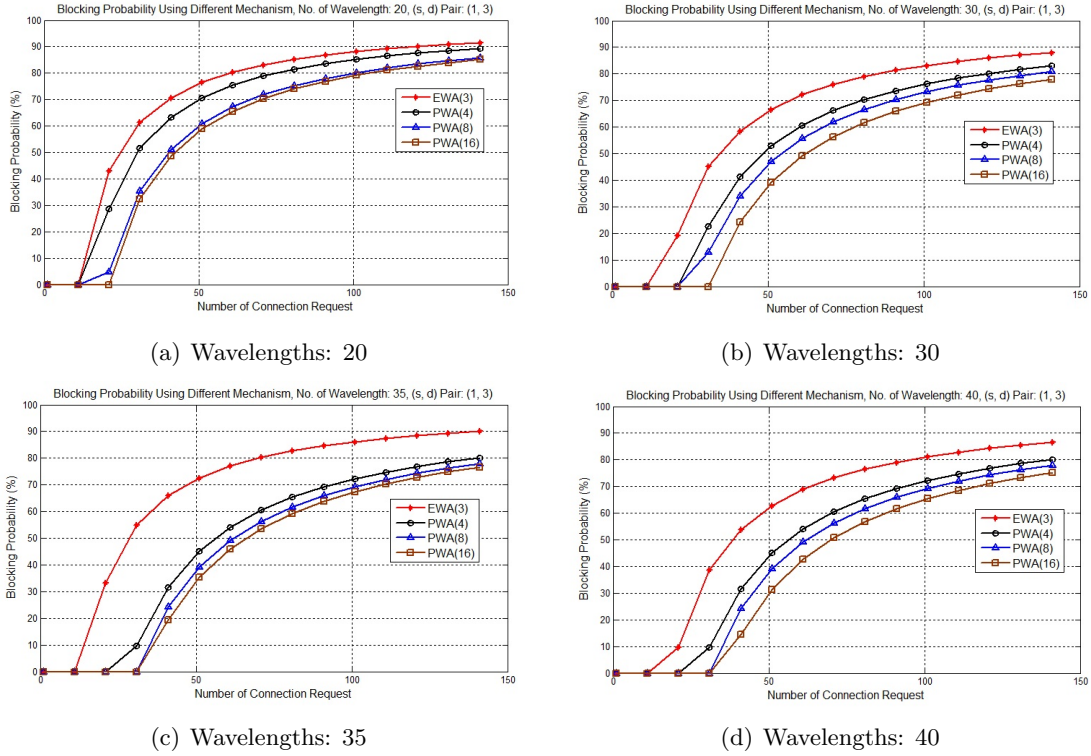 Blocking Probability Using Different Mechanism, No. of Wavelength: 20, (s, d) Pair: (1, 3)
100
90
80
70
60
50
40
30
20
10
0
Blocking Probability (%)
EWA(3)
PWA(4)
PWA(8)
PWA(16)
0
50
100
150
Number of Connection Request
(a) Wavelengths: 20
Blocking Probability Using Different Mechanism, No. of Wavelength: 30, (s, d) Pair: (1, 3)
100
90
80
70
60
50
40
30
20
10
0
Blocking Probability (%)
EWA(3)
PWA(4)
PWA(8)
PWA(16)
0
50
100
150
Number of Connection Request
(b) Wavelengths: 30
Blocking Probability Using Different Mechanism, No. of Wavelength: 35, (s, d) Pair: (1, 3)
100
90
80
70
60
50
40
30
20
10
0
Blocking Probability (%)
EWA(3)
PWA(4)
PWA(8)
PWA(16)
0
50
100
150
Number of Connection Request
(c) Wavelengths: 35
Blocking Probability Using Different Mechanism, No. of Wavelength: 40, (s, d) Pair: (1, 3)
100
90
80
70
60
50
40
30
20
10
0
Blocking Probability (%)
EWA(3)
PWA(4)
PWA(8)
PWA(16)
0
50
100
150
Number of Connection Request
(d) Wavelengths: 40